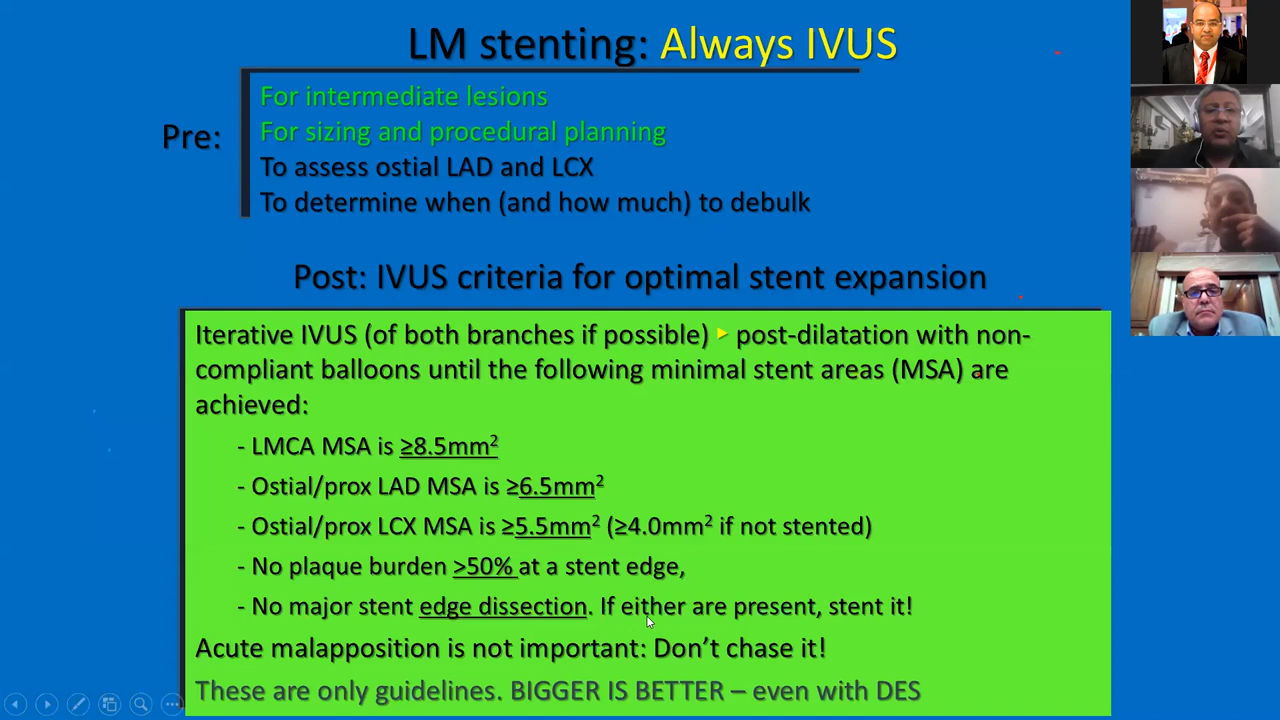 LM stenting: Always IVUS
Pre:
For intermediate lesions
For sizing and procedural planning
To assess ostial LAD and LCX
To determine when (and how much) to debulk
Post: IVUS criteria for optimal stent expansion
Iterative IVUS (of both branches if possible) ► post-dilatation with non-
compliant balloons until the following minimal stent areas (MSA) are
achieved:
- LMCA MSA is ≥8.5mm²
- Ostial/prox LAD MSA is ≥6.5mm²
- Ostial/prox LCX MSA is ≥5.5mm² (≥4.0mm² if not stented)
- No plaque burden >50% at a stent edge,
- No major stent edge dissection. If either are present, stent it!
Acute malapposition is not important: Don’t chase it!
These are only guidelines. BIGGER IS BETTER – even with DES